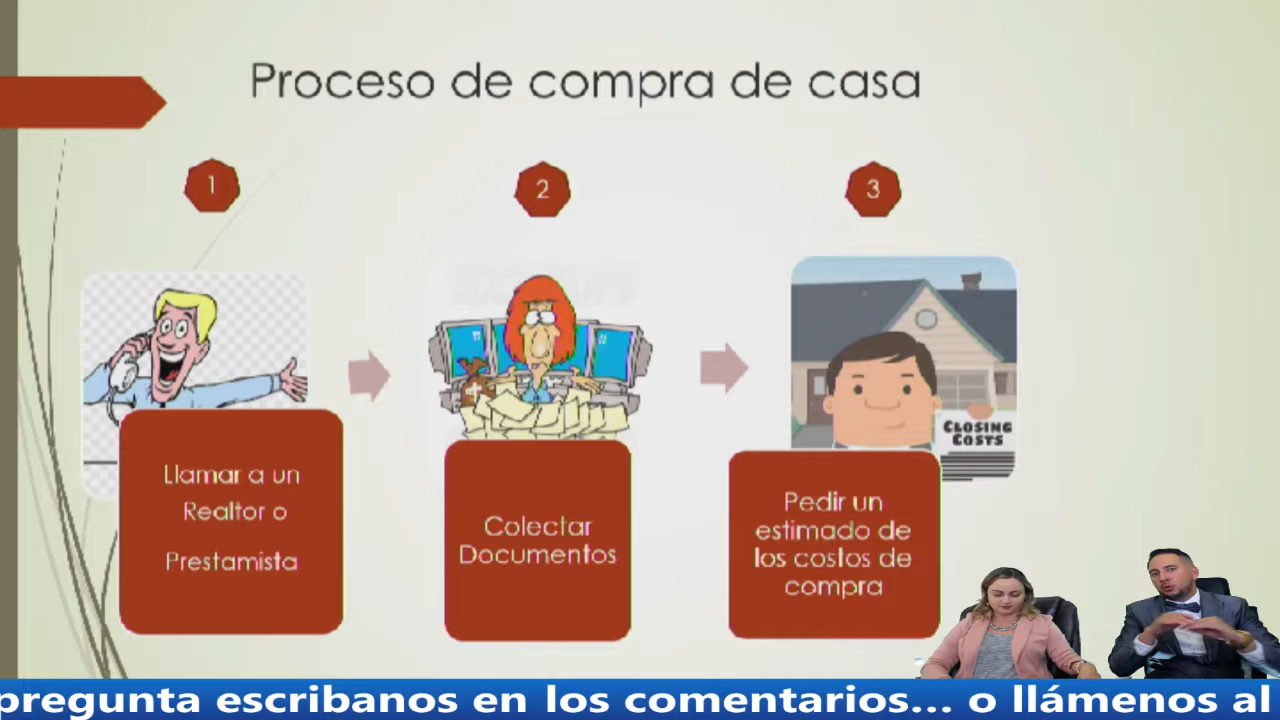 Proceso de compra de casa
1
2
3
CLOSING
COSTS
Llamar a un
Realtor o
Prestamista
Colectar
Documentos
Pedir un
estimado de
los costos de
compra
pregunta escribanos en los comentarios... o llámenos al